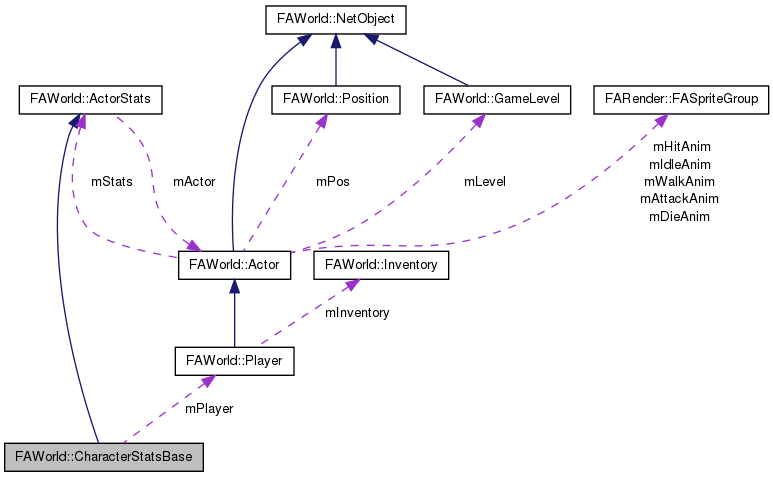 FAWorld::NetObject
FAWorld::ActorStats
FAWorld::Position
FAWorld::GameLevel
FARender::FASpriteGroup
mStats
mActor
mPos
mLevel
mHitAnim
mIdleAnim
mWalkAnim
mAttackAnim
mDieAnim
FAWorld::Actor
FAWorld::Inventory
mInventory
FAWorld::Player
mPlayer
FAWorld::CharacterStatsBase